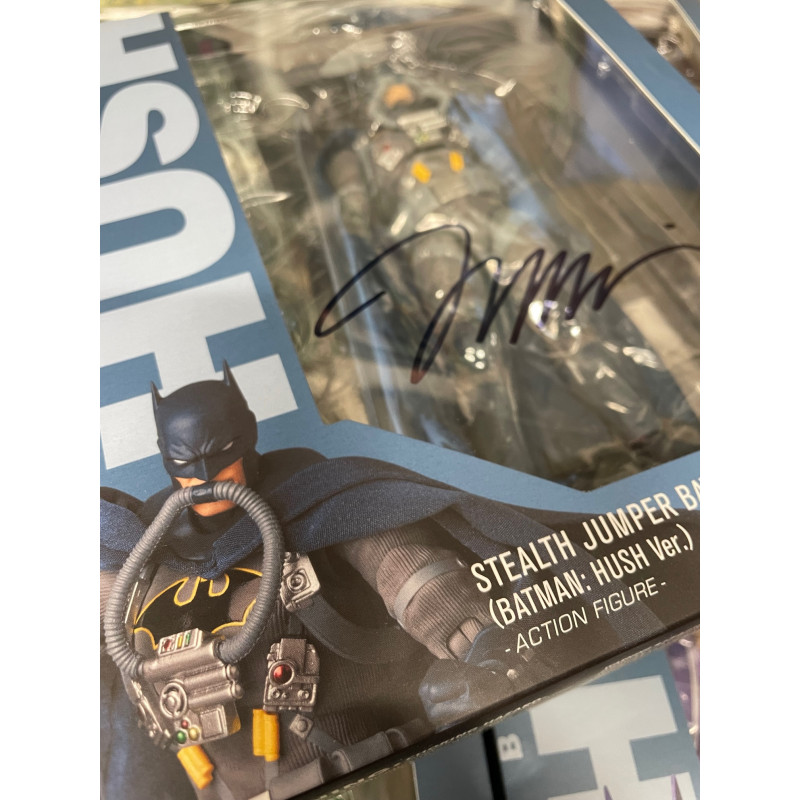 HUSH
STEALTH JUMPER BA
(BATMAN: HUSH Ver.)
- ACTION FIGURE -
B
H